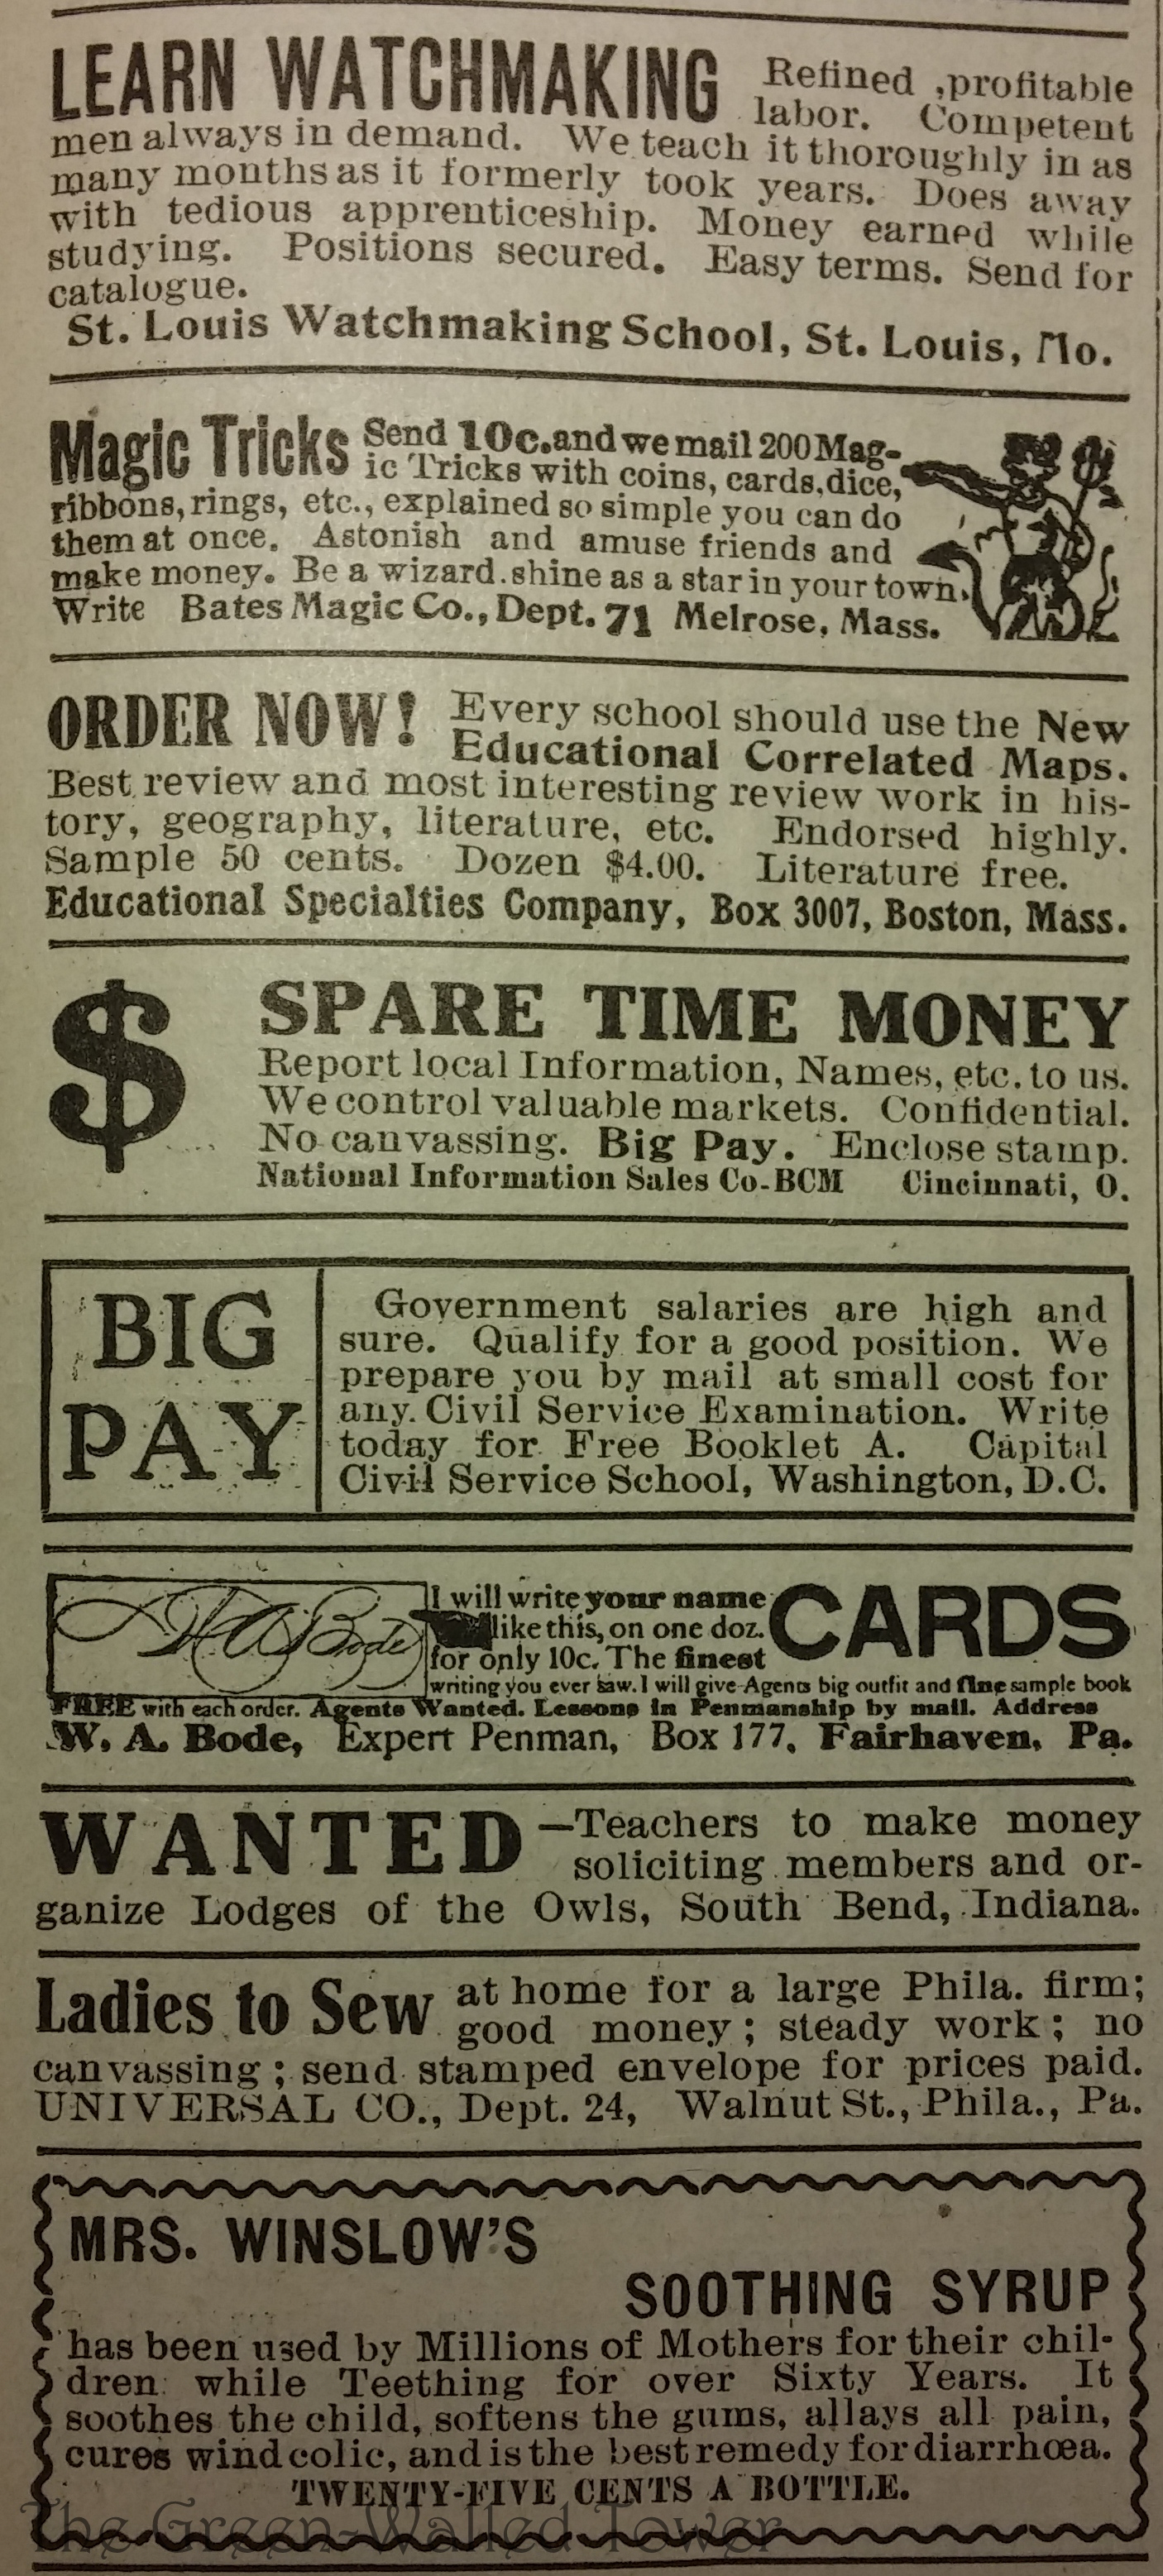 LEARN WATCHMAKING Refined ,profitable
labor. Competent
men always in demand. We teach it thoroughly in as
many months as it formerly took years. Does away
with tedious apprenticeship. Money earned while
studying. Positions secured. Easy terms. Send for
catalogue.
St. Louis Watchmaking School, St. Louis, Mo.
Magic Tricks Send 10c. and we mail 200 Mag-
ic Tricks with coins, cards, dice,
ribbons, rings, etc., explained so simple you can do
them at once. Astonish and amuse friends and
make money. Be a wizard. shine as a star in your town.
Write Bates Magic Co., Dept. 71 Melrose, Mass.
ORDER NOW! Every school should use the New
Educational Correlated Maps.
Best review and most interesting review work in his-
tory, geography, literature, etc. Endorsed highly.
Sample 50 cents. Dozen $4.00. Literature free.
Educational Specialties Company, Box 3007, Boston, Mass.
$ SPARE TIME MONEY
Report local Information, Names, etc. to us.
We control valuable markets. Confidential.
No canvassing. Big Pay. Enclose stamp.
National Information Sales Co-BCM Cincinnati, O.
BIG
PAY
Government salaries are high and
sure. Qualify for a good position. We
prepare you by mail at small cost for
any Civil Service Examination. Write
today for Free Booklet A. Capital
Civil Service School, Washington, D.C.
W A Bode
I will write your name
like this, on one doz.
for only 10c. The finest
CARDS
writing you ever saw. I will give Agents big outfit and fine sample book
FREE with each order. Agents Wanted. Lessons in Penmanship by mail. Address
W. A. Bode, Expert Penman, Box 177, Fairhaven, Pa.
WANTED —Teachers to make money
soliciting members and or-
ganize Lodges of the Owls, South Bend, Indiana.
Ladies to Sew at home for a large Phila. firm;
good money; steady work; no
canvassing; send stamped envelope for prices paid.
UNIVERSAL CO., Dept. 24, Walnut St., Phila., Pa.
MRS. WINSLOW'S
SOOTHING SYRUP
has been used by Millions of Mothers for their chil-
dren while Teething for over Sixty Years. It
soothes the child, softens the gums, allays all pain,
cures wind colic, and is the best remedy for diarrhœa.
TWENTY-FIVE CENTS A BOTTLE.
The Green-Walled Tower